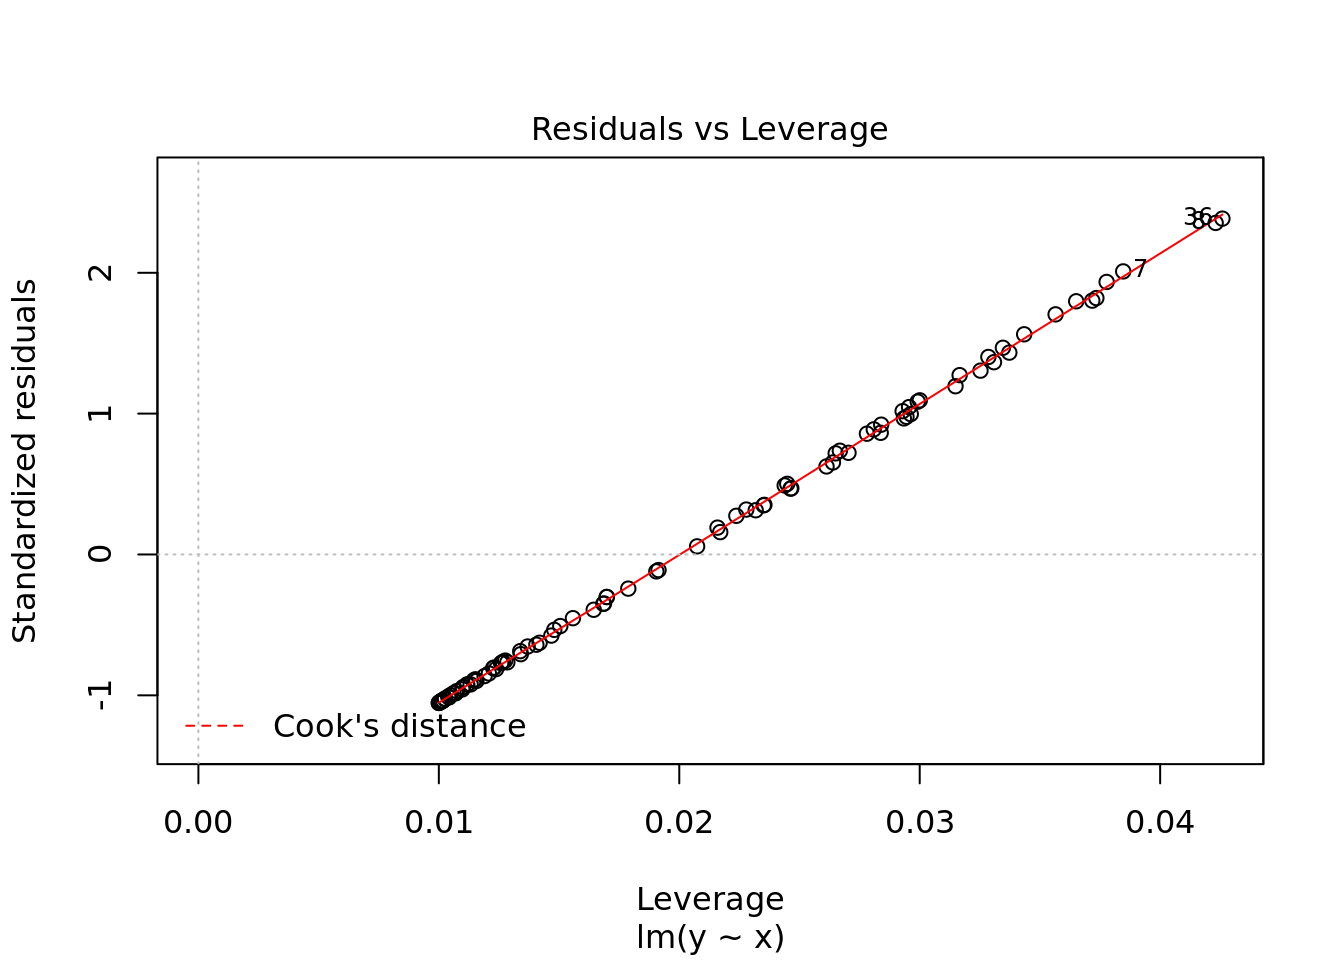 Residuals vs Leverage
Standardized residuals
2
1
0
-1
7
Cook's distance
0.00 0.01 0.02 0.03 0.04
Leverage
lm(y ~ x)